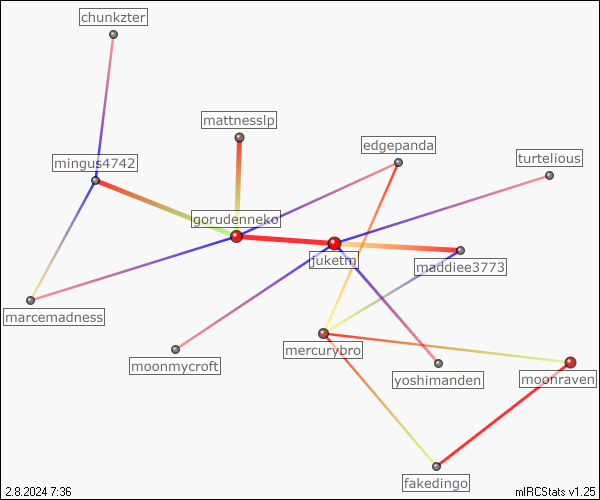 chunkzter
mattnesslp
edgepanda
turtelious
mingus4742
gorudenneko
juketm
maddiee3773
marcemadness
mercurybro
moonmycroft
yoshimanden
moonraven
fakedingo
2.8.2024 7:36
mIRCStats v1.25